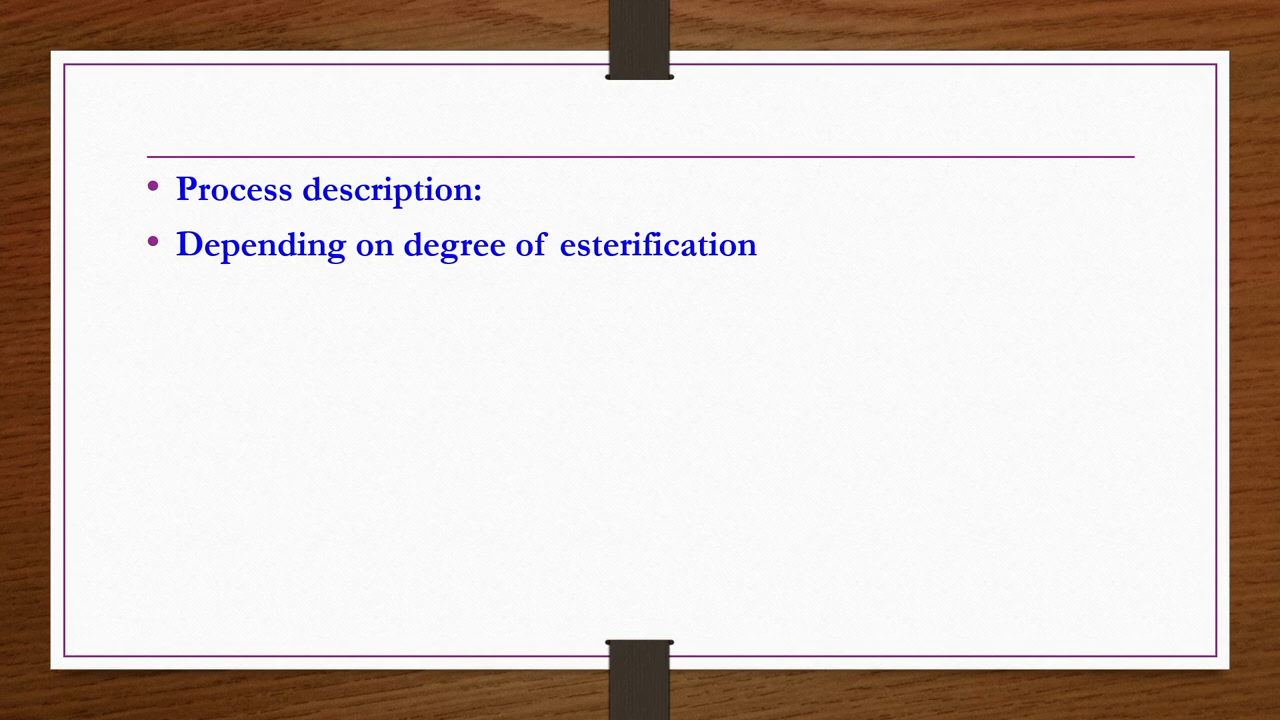 • Process description:
• Depending on degree of esterification